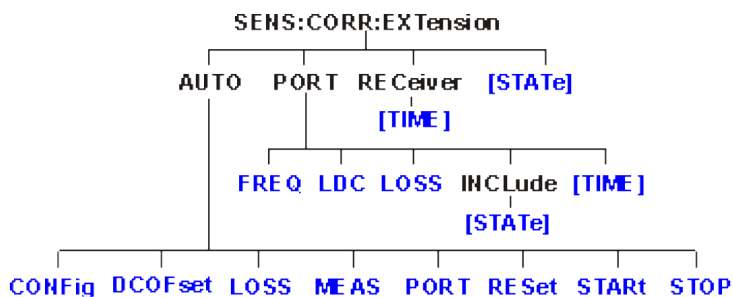 SENS:CORR:EXTension
AUTO PORT RECeiver [STATe]
[TIME]
FREQ LDC LOSS INCLude [TIME]
[STATe]
CONFig DCOFset LOSS MEAS PORT RESet STARt STOP